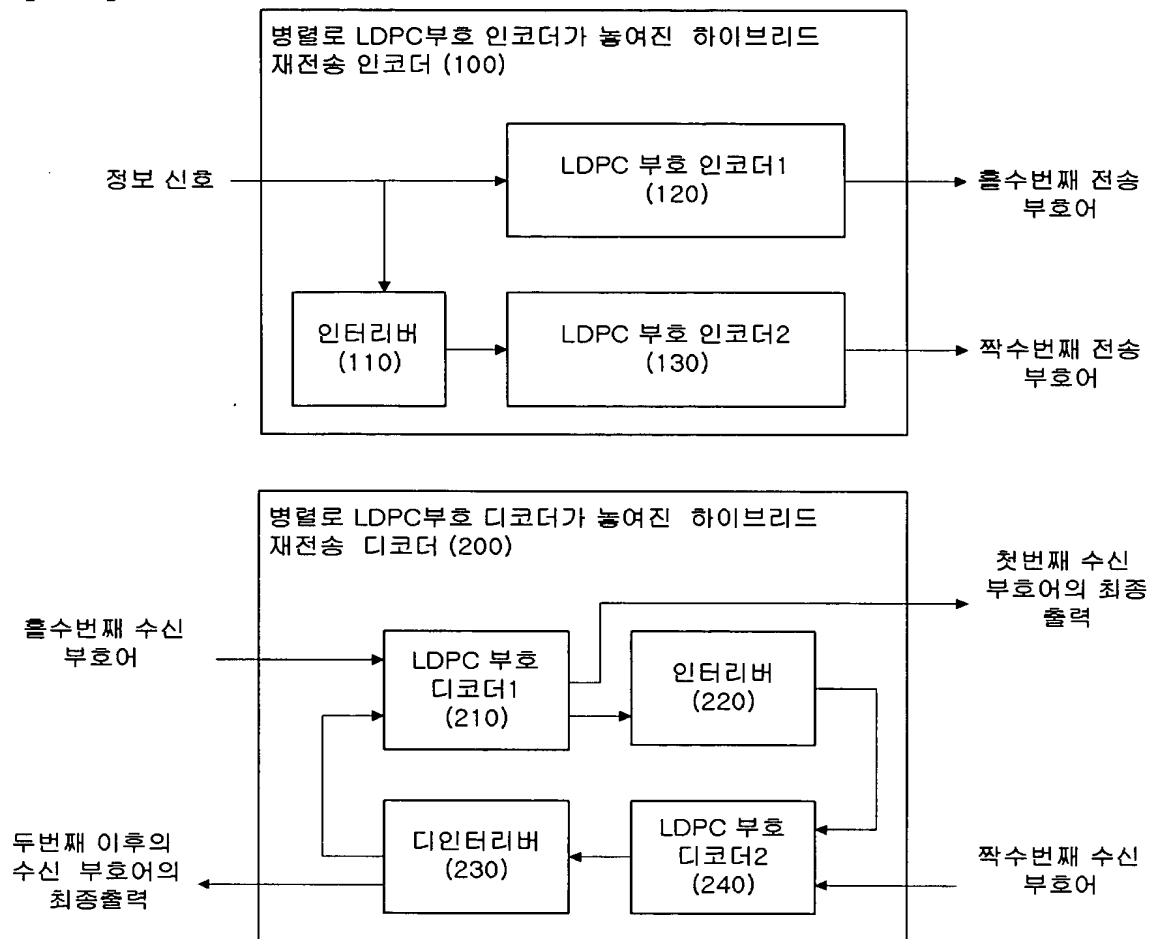 병렬로 LDPC부호 인코더가 놓여진 하이브리드
재전송 인코더 (100)
정보 신호
LDPC 부호 인코더1
(120)
홀수번째 전송
부호어
인터리버
(110)
LDPC 부호 인코더2
(130)
짝수번째 전송
부호어
병렬로 LDPC부호 디코더가 놓여진 하이브리드
재전송 디코더 (200)
첫번째 수신
부호어의 최종
출력
홀수번째 수신
부호어
LDPC 부호
디코더1
(210)
인터리버
(220)
두번째 이후의
수신 부호어의
최종출력
디인터리버
(230)
LDPC 부호
디코더2
(240)
짝수번째 수신
부호어